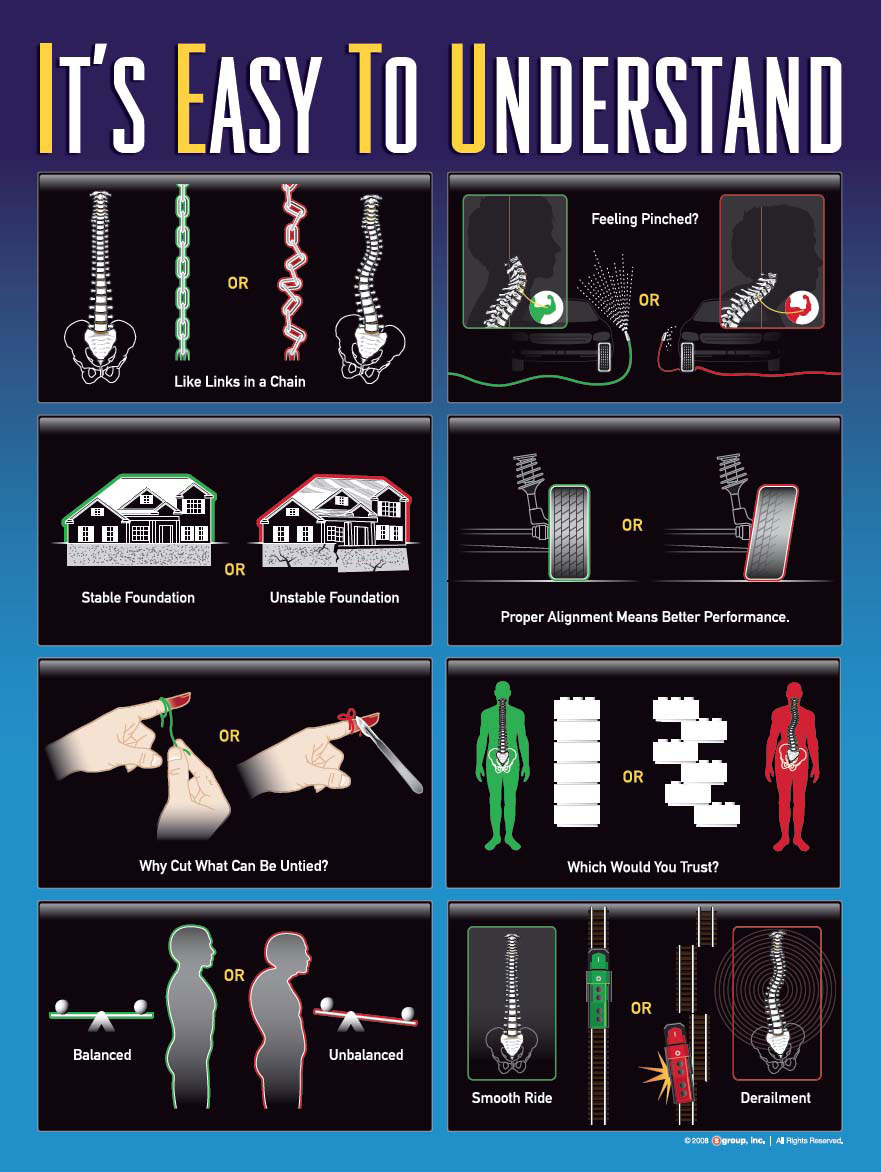 IT'S EASY TO UNDERSTAND
OR
Like Links in a Chain
Feeling Pinched?
OR
OR
Stable Foundation
Unstable Foundation
OR
Proper Alignment Means Better Performance.
OR
Why Cut What Can Be Untied?
OR
Which Would You Trust?
OR
Balanced
Unbalanced
OR
Smooth Ride
Derailment
©2008 Sgroup, inc. | All Rights Reserved.